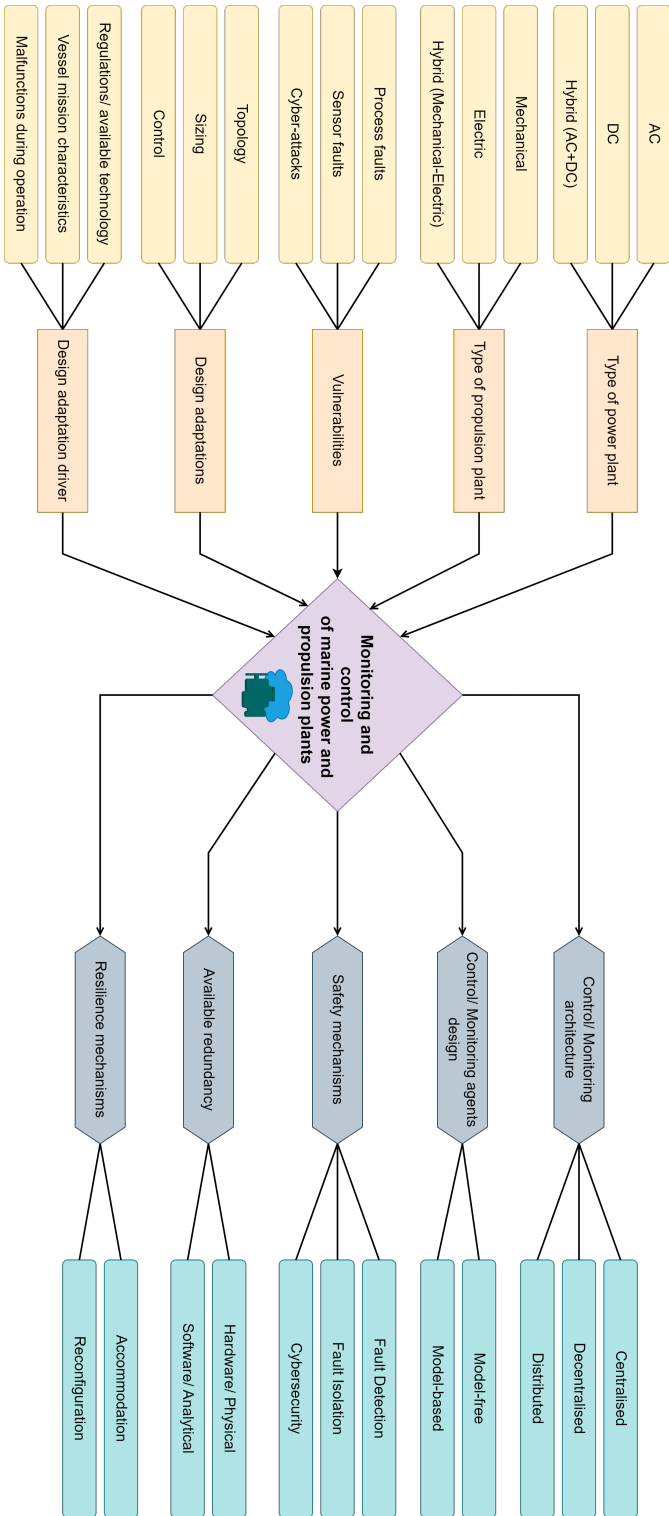 AC
DC
Hybrid (AC+DC)
Type of power plant
Mechanical
Electric
Hybrid (Mechanical-Electric)
Type of propulsion plant
Process faults
Sensor faults
Cyber-attacks
Vulnerabilities
Topology
Sizing
Control
Design adaptations
Regulations/ available technology
Vessel mission characteristics
Malfunctions during operation
Design adaptation driver
Monitoring and
control
of marine power and
propulsion plants
Control/ Monitoring
architecture
Centralised
Decentralised
Distributed
Control/ Monitoring agents
design
Model-free
Model-based
Safety mechanisms
Fault Detection
Fault Isolation
Cybersecurity
Available redundancy
Hardware/ Physical
Software/ Analytical
Resilience mechanisms
Accommodation
Reconfiguration